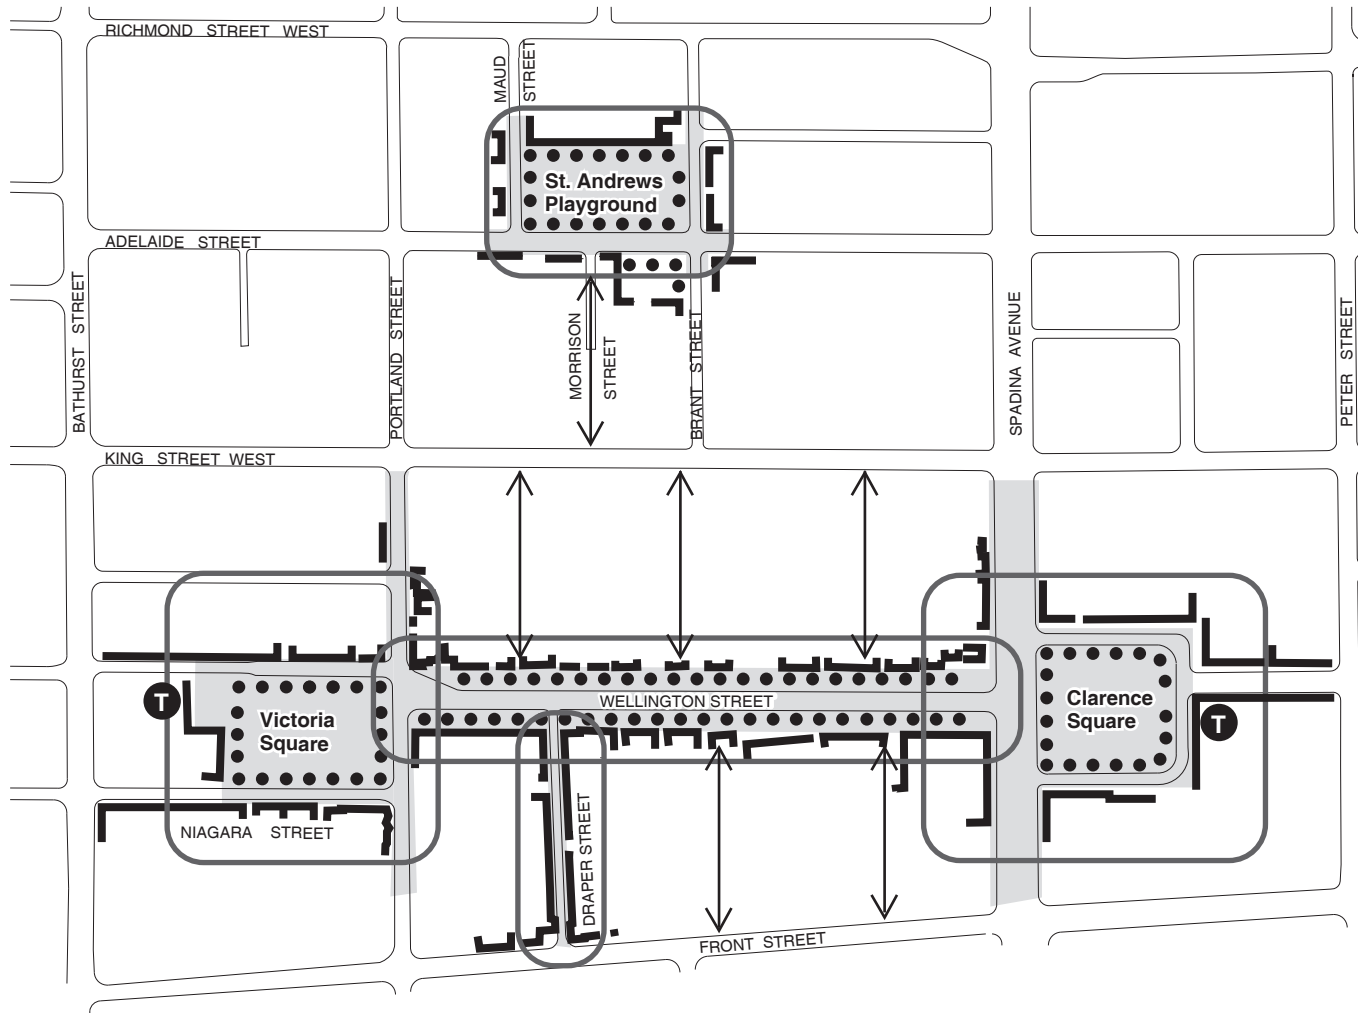 RICHMOND STREET WEST
MAUD STREET
St. Andrews
Playground
ADELAIDE STREET
BATHURST STREET
PORTLAND STREET
MORRISON STREET
BRANT STREET
SPADINA AVENUE
PETER STREET
KING STREET WEST
T
Victoria
Square
WELLINGTON STREET
Clarence
Square
T
NIAGARA STREET
DRAPER STREET
FRONT STREET